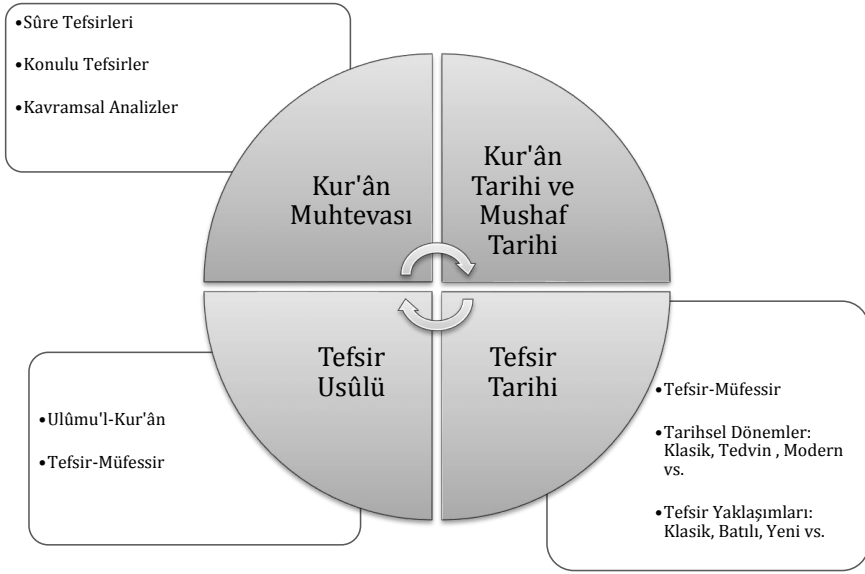 •Sûre Tefsirleri
•Konulu Tefsirler
•Kavramsal Analizler
Kur'ân
Muhtevası
Kur'ân
Tarihi ve
Mushaf
Tarihi
Tefsir
Usûlü
Tefsir
Tarihi
•Ulûmu'l-Kur'ân
•Tefsir-Müfessir
•Tefsir-Müfessir
•Tarihsel Dönemler:
Klasik, Tedvin , Modern
vs.
•Tefsir Yaklaşımları:
Klasik, Batılı, Yeni vs.